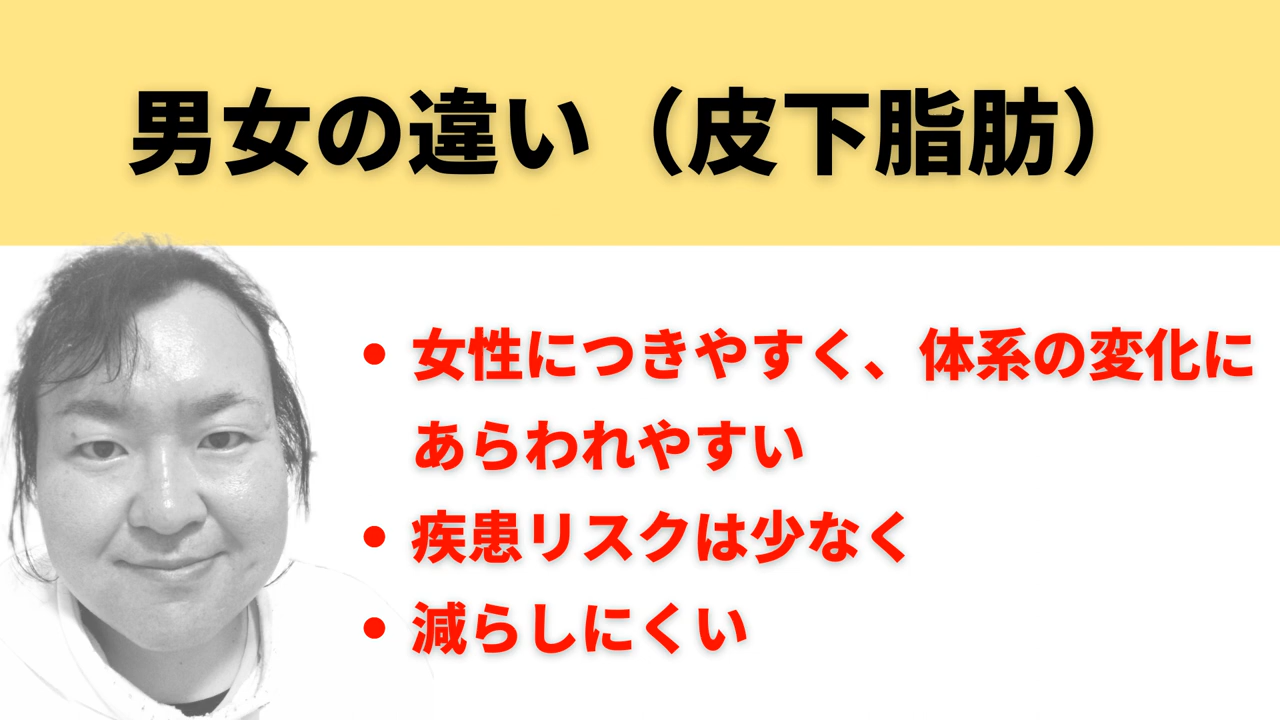 男女の違い（皮下脂肪）
• 女性につきやすく、体系の変化に
あらわれやすい
• 疾患リスクは少なく
• 減らしにくい